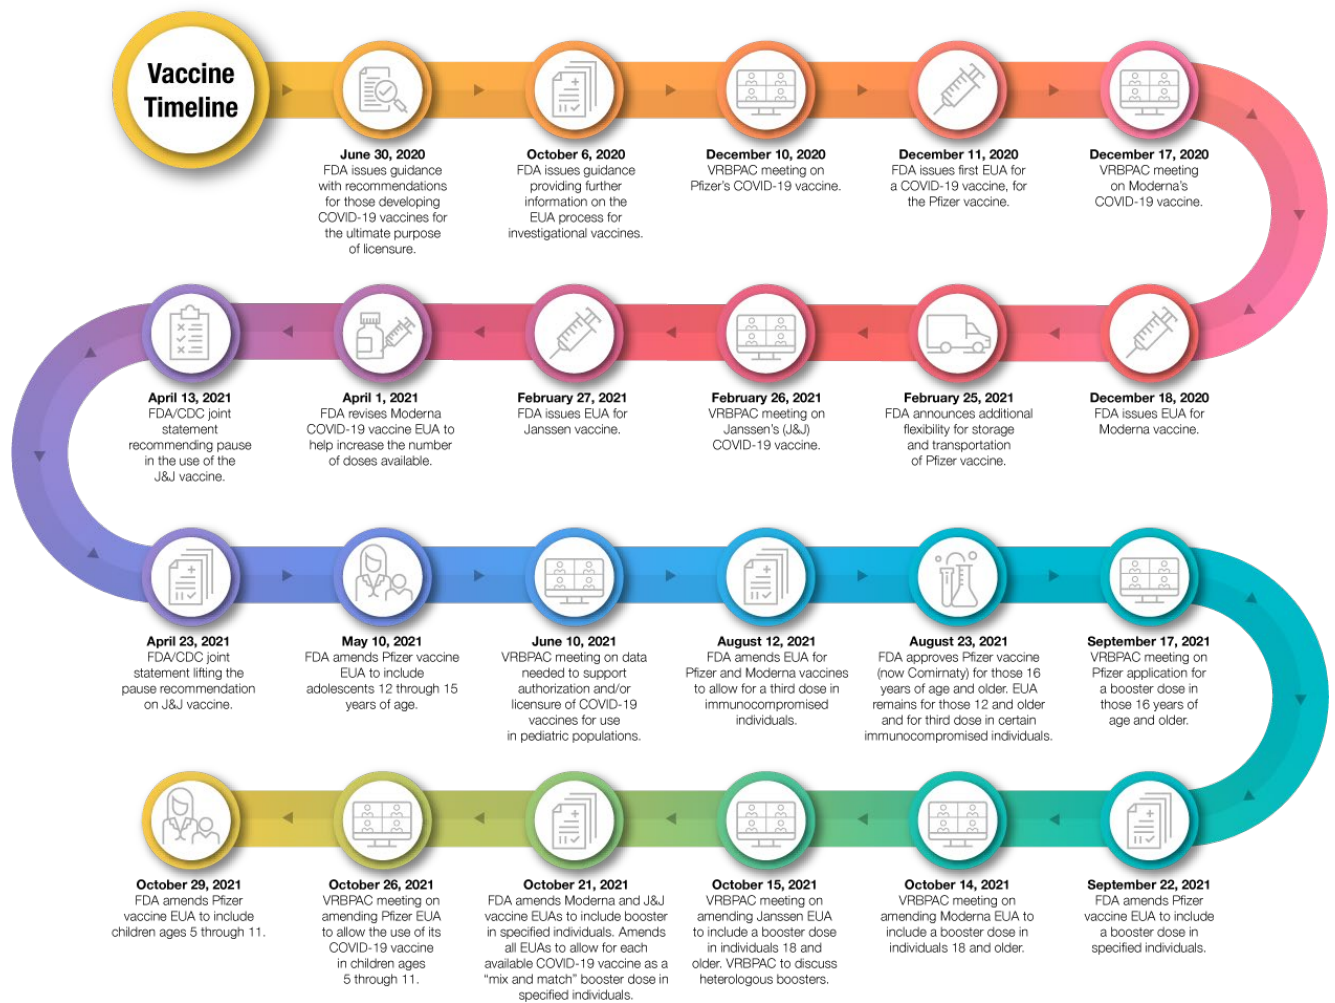 Vaccine
Timeline
June 30, 2020
FDA issues guidance
with recommendations
for those developing
COVID-19 vaccines for
the ultimate purpose
of licensure.
October 6, 2020
FDA issues guidance
providing further
information on the
EUA process for
investigational vaccines.
December 10, 2020
VRBPAC meeting on
Pfizer's COVID-19 vaccine.
December 11, 2020
FDA issues first EUA for
a COVID-19 vaccine, for
the Pfizer vaccine.
December 17, 2020
VRBPAC meeting
on Moderna's
COVID-19 vaccine.
December 18, 2020
FDA issues EUA for
Moderna vaccine.
February 25, 2021
FDA announces additional
flexibility for storage
and transportation
of Pfizer vaccine.
February 26, 2021
VRBPAC meeting on
Janssen's (J&J)
COVID-19 vaccine.
February 27, 2021
FDA issues EUA for
Janssen vaccine.
April 1, 2021
FDA revises Moderna
COVID-19 vaccine EUA to
help increase the number
of doses available.
April 13, 2021
FDA/CDC joint
statement
recommending pause
in the use of the
J&J vaccine.
April 23, 2021
FDA/CDC joint
statement lifting the
pause recommendation
on J&J vaccine.
May 10, 2021
FDA amends Pfizer vaccine
EUA to include
adolescents 12 through 15
years of age.
June 10, 2021
VRBPAC meeting on data
needed to support
authorization and/or
licensure of COVID-19
vaccines for use
in pediatric populations.
August 12, 2021
FDA amends EUA for
Pfizer and Moderna vaccines
to allow for a third dose in
immunocompromised
individuals.
August 23, 2021
FDA approves Pfizer vaccine
(now Comirnaty) for those 16
years of age and older. EUA
remains for those 12 and older
and for third dose in certain
immunocompromised individuals.
September 17, 2021
VRBPAC meeting on
Pfizer application for
a booster dose in
those 16 years of
age and older.
September 22, 2021
FDA amends Pfizer
vaccine EUA to include
a booster dose in
specified individuals.
October 14, 2021
VRBPAC meeting on
amending Moderna EUA to
include a booster dose in
individuals 18 and older.
October 15, 2021
VRBPAC meeting on
amending Janssen EUA
to include a booster dose
in individuals 18 and
older. VRBPAC to discuss
heterologous boosters.
October 21, 2021
FDA amends Moderna and J&J
vaccine EUAs to include booster
in specified individuals. Amends
all EUAs to allow for each
available COVID-19 vaccine as a
"mix and match" booster dose in
specified individuals.
October 26, 2021
VRBPAC meeting on
amending Pfizer EUA
to allow the use of its
COVID-19 vaccine
in children ages
5 through 11.
October 29, 2021
FDA amends Pfizer
vaccine EUA to include
children ages 5 through 11.